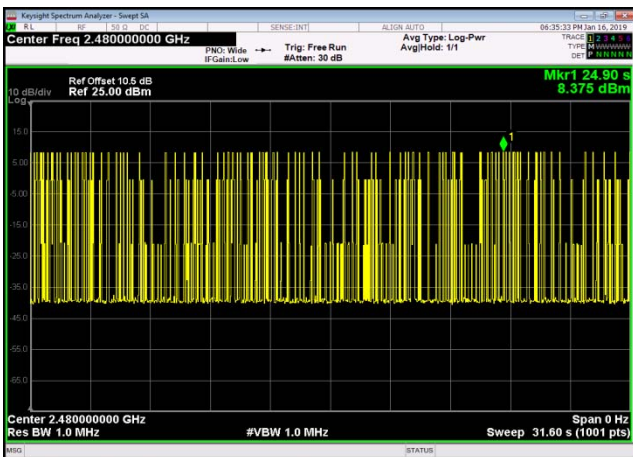 Keysight Spectrum Analyzer - Swept SA
RL RF 50 Ω DC SENSE:INT ALIGN AUTO 06:35:33 PM Jan 16, 2019
Center Freq 2.480000000 GHz
PNO: Wide
IFGain:Low
Trig: Free Run
#Atten: 30 dB
Avg Type: Log-Pwr
Avg|Hold: 1/1
TRACE 1 2 3 4 5 6
TYPE M WWWWW
DET P N N N N N
Ref Offset 10.5 dB
Ref 25.00 dBm
10 dB/div
Log
Mkr1 24.90 s
8.375 dBm
15.0
1
5.00
-5.00
-15.0
-25.0
-35.0
-45.0
-55.0
-65.0
Center 2.480000000 GHz
Res BW 1.0 MHz
#VBW 1.0 MHz
Span 0 Hz
Sweep 31.60 s (1001 pts)
MSG
STATUS